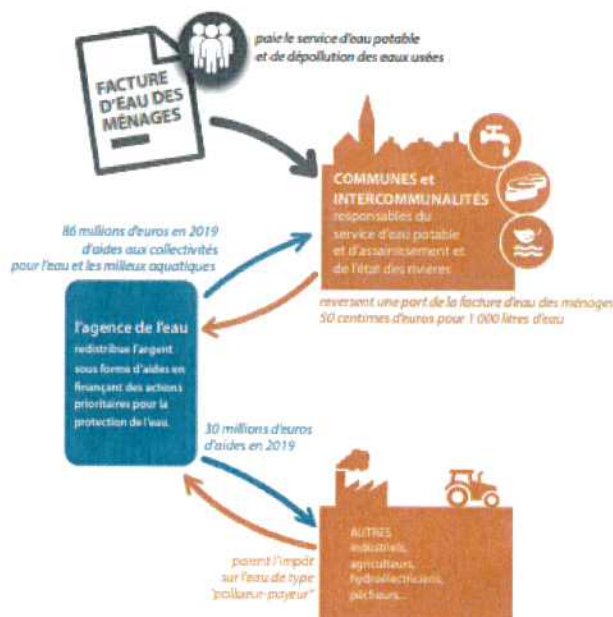 paie le service d'eau potable
et de dépollution des eaux usées
FACTURE
D'EAU DES
MÉNAGES
COMMUNES et
INTERCOMMUNALITÉS
responsables du
service d'eau potable
et d'assainissement et
de l'état des rivières
86 millions d'euros en 2019
d'aides aux collectivités
pour l'eau et les milieux aquatiques
reversent une part de la facture d'eau des ménages
50 centimes d'euros pour 1 000 litres d'eau
l'agence de l'eau
redistribue l'argent
sous forme d'aides en
finançant des actions
prioritaires pour la
protection de l'eau.
30 millions d'euros
d'aides en 2019
AUTRES
industriels,
agriculteurs,
hydroélectriciens,
pêcheurs...
paient l'impôt
sur l'eau de type
"pollueur-payeur"